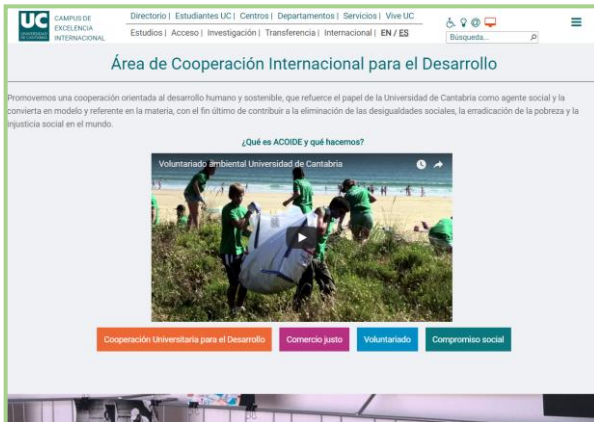 UC
UNIVERSIDAD
DE CANTABRIA
CAMPUS DE
EXCELENCIA
INTERNACIONAL
Directorio | Estudiantes UC | Centros | Departamentos | Servicios | Vive UC
Estudios | Acceso | Investigación | Transferencia | Internacional | EN / ES
Búsqueda...
Área de Cooperación Internacional para el Desarrollo
Promovemos una cooperación orientada al desarrollo humano y sostenible, que refuerce el papel de la Universidad de Cantabria como agente social y la
convierta en modelo y referente en la materia, con el fin último de contribuir a la eliminación de las desigualdades sociales, la erradicación de la pobreza y la
injusticia social en el mundo.
¿Qué es ACOIDE y qué hacemos?
Voluntariado ambiental Universidad de Cantabria
Cooperación Universitaria para el Desarrollo
Comercio justo
Voluntariado
Compromiso social